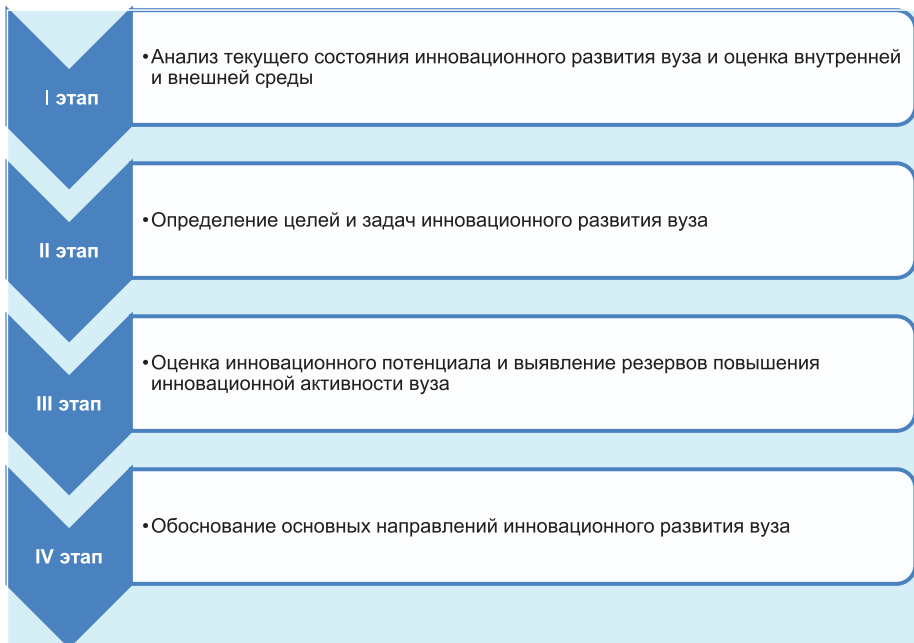 I этап
•Анализ текущего состояния инновационного развития вуза и оценка внутренней
и внешней среды
II этап
•Определение целей и задач инновационного развития вуза
III этап
•Оценка инновационного потенциала и выявление резервов повышения
инновационной активности вуза
IV этап
•Обоснование основных направлений инновационного развития вуза